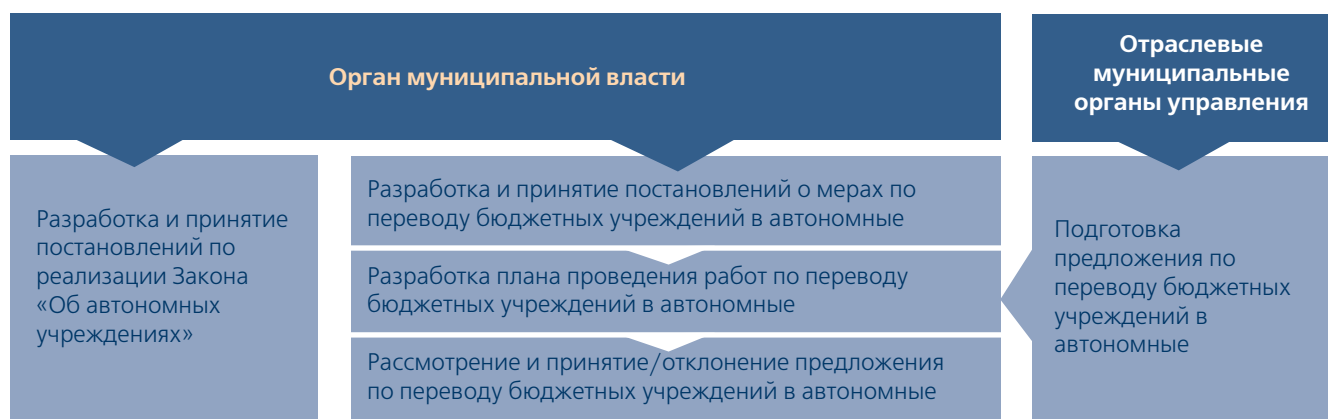 Орган муниципальной власти
Отраслевые
муниципальные
органы управления
Разработка и принятие
постановлений по
реализации Закона
«Об автономных
учреждениях»
Разработка и принятие постановлений о мерах по
переводу бюджетных учреждений в автономные
Разработка плана проведения работ по переводу
бюджетных учреждений в автономные
Рассмотрение и принятие/отклонение предложения
по переводу бюджетных учреждений в автономные
Подготовка
предложения по
переводу бюджетных
учреждений в
автономные